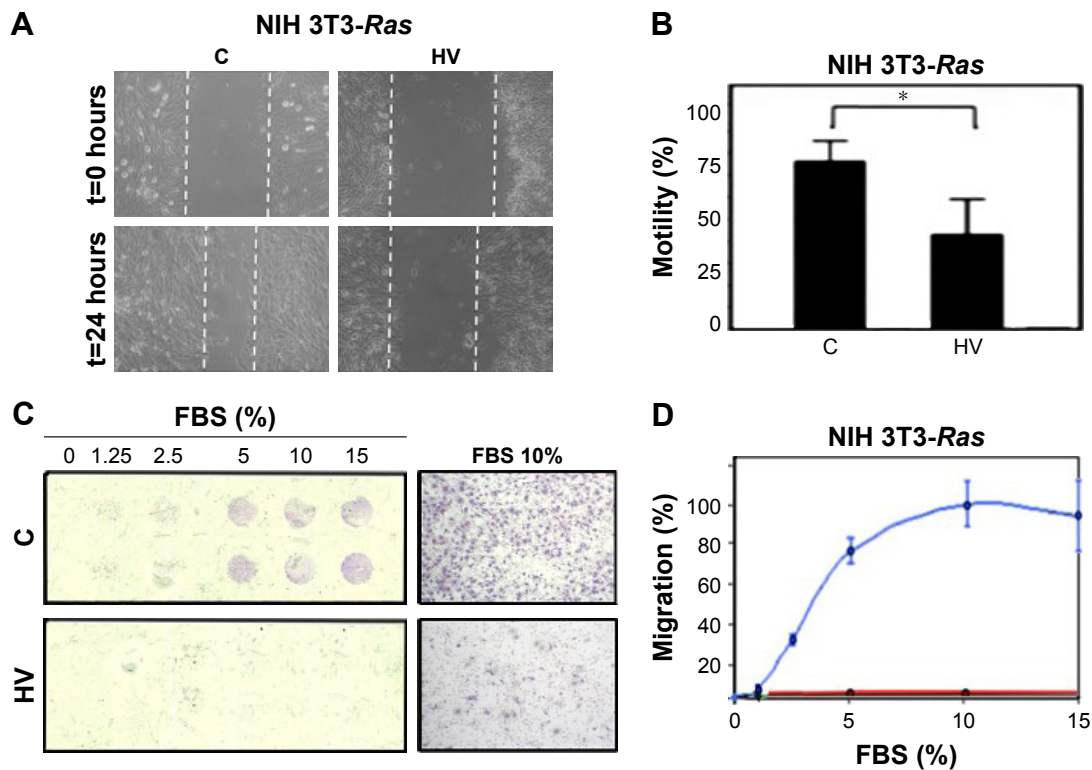 A
NIH 3T3-Ras
C
HV
t=0 hours
t=24 hours
B
NIH 3T3-Ras
Motility (%)
100
75
50
25
0
*
C
HV
C
FBS (%)
0 1.25 2.5 5 10 15
FBS 10%
C
HV
D
NIH 3T3-Ras
Migration (%)
100
80
60
40
20
0 5 10 15
FBS (%)